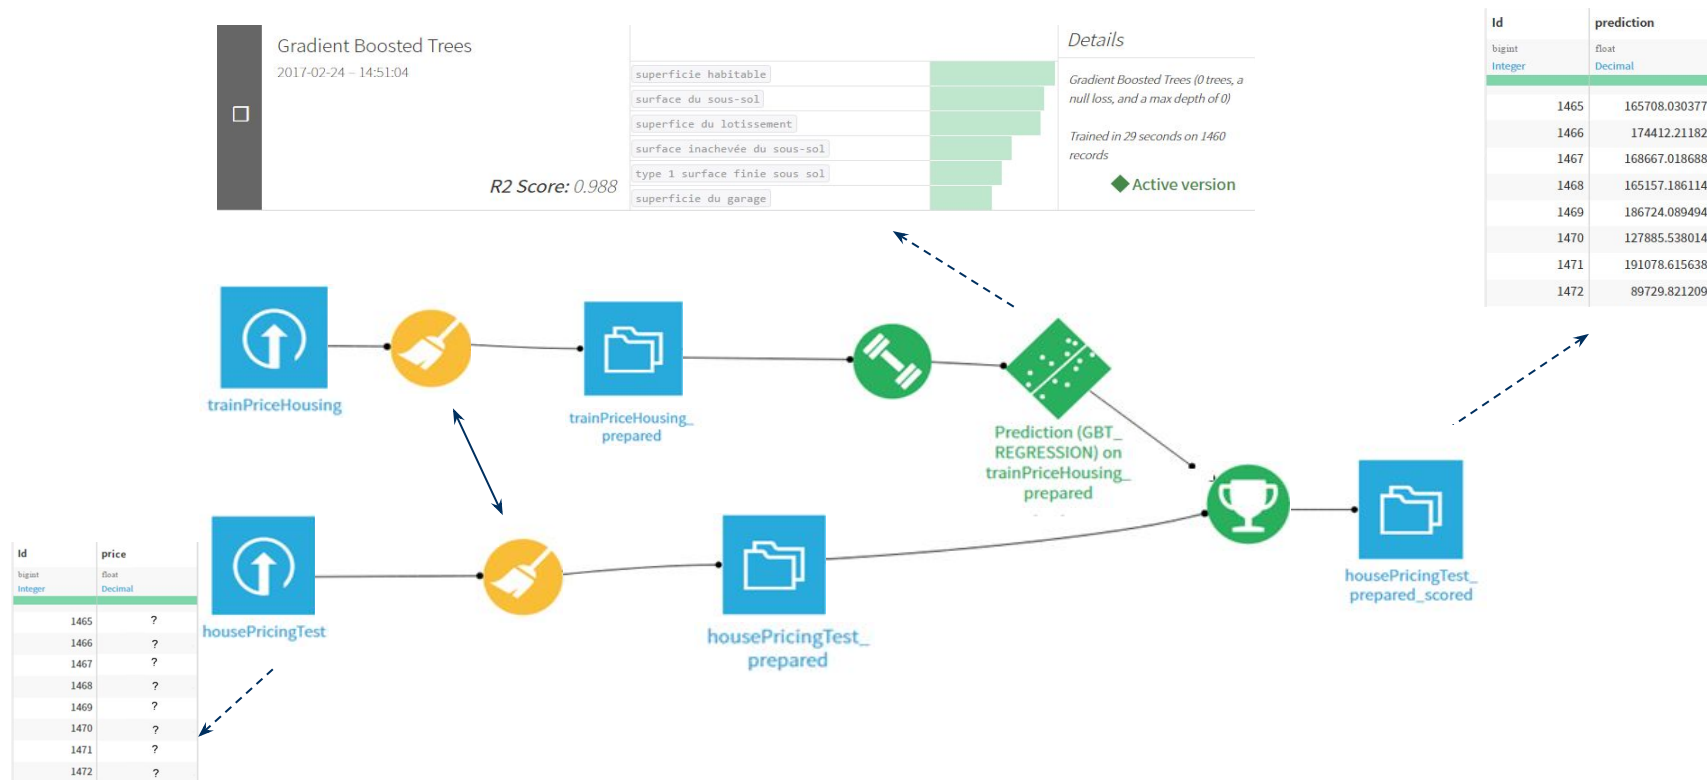 Gradient Boosted Trees
2017-02-24 – 14:51:04
R2 Score: 0.988
superficie habitable
surface du sous-sol
superfice du lotissement
surface inachevée du sous-sol
type 1 surface finie sous sol
superficie du garage
Details
Gradient Boosted Trees (0 trees, a
null loss, and a max depth of 0)
Trained in 29 seconds on 1460
records
Active version
Id prediction
bigint float
Integer Decimal
1465 165708.030377
1466 174412.21182
1467 168667.018688
1468 165157.186114
1469 186724.089494
1470 127885.538014
1471 191078.615638
1472 89729.821209
trainPriceHousing
trainPriceHousing_
prepared
Prediction (GBT_
REGRESSION) on
trainPriceHousing_
prepared
housePricingTest
housePricingTest_
prepared
housePricingTest_
prepared_scored
Id price
bigint float
Integer Decimal
1465 ?
1466 ?
1467 ?
1468 ?
1469 ?
1470 ?
1471 ?
1472 ?